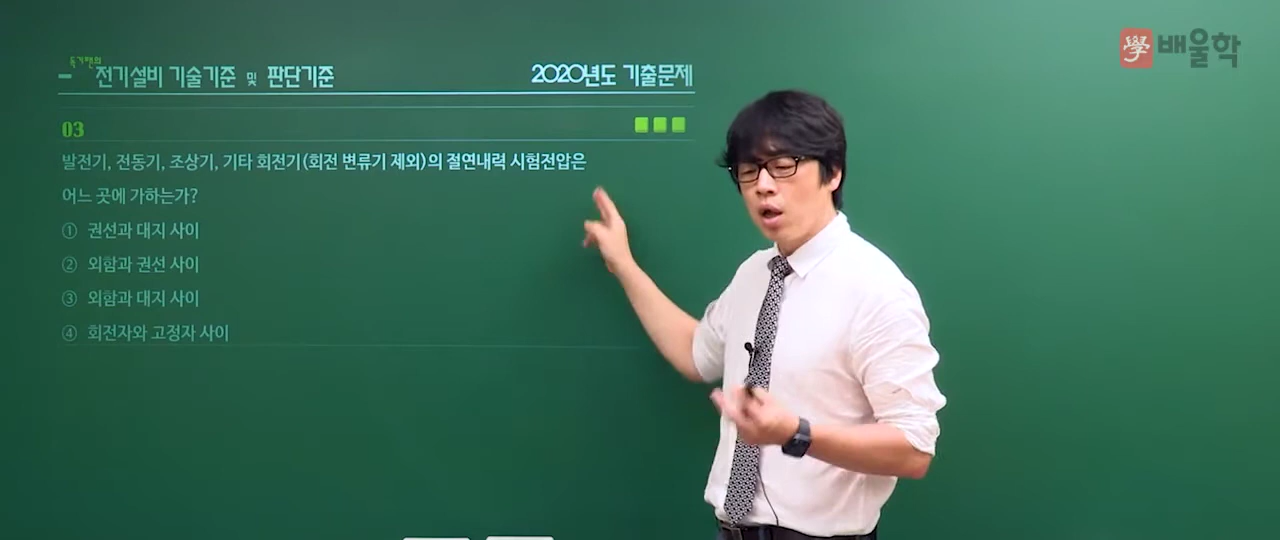 독기팬의
전기설비 기술기준 및 판단기준
2020년도 기출문제
學 배울학
03
발전기, 전동기, 조상기, 기타 회전기(회전 변류기 제외)의 절연내력 시험전압은
어느 곳에 가하는가?
① 권선과 대지 사이
② 외함과 권선 사이
③ 외함과 대지 사이
④ 회전자와 고정자 사이